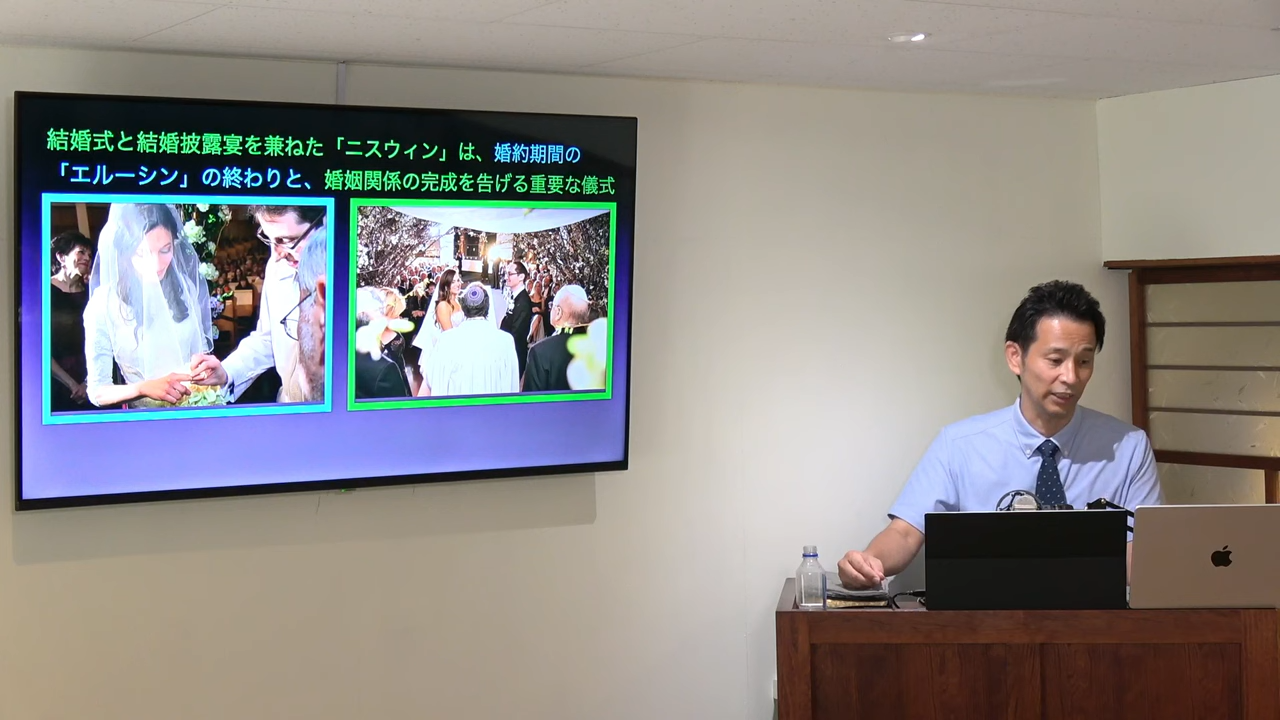 結婚式と結婚披露宴を兼ねた「ニスウィン」は、婚約期間の
「エルーシン」の終わりと、婚姻関係の完成を告げる重要な儀式